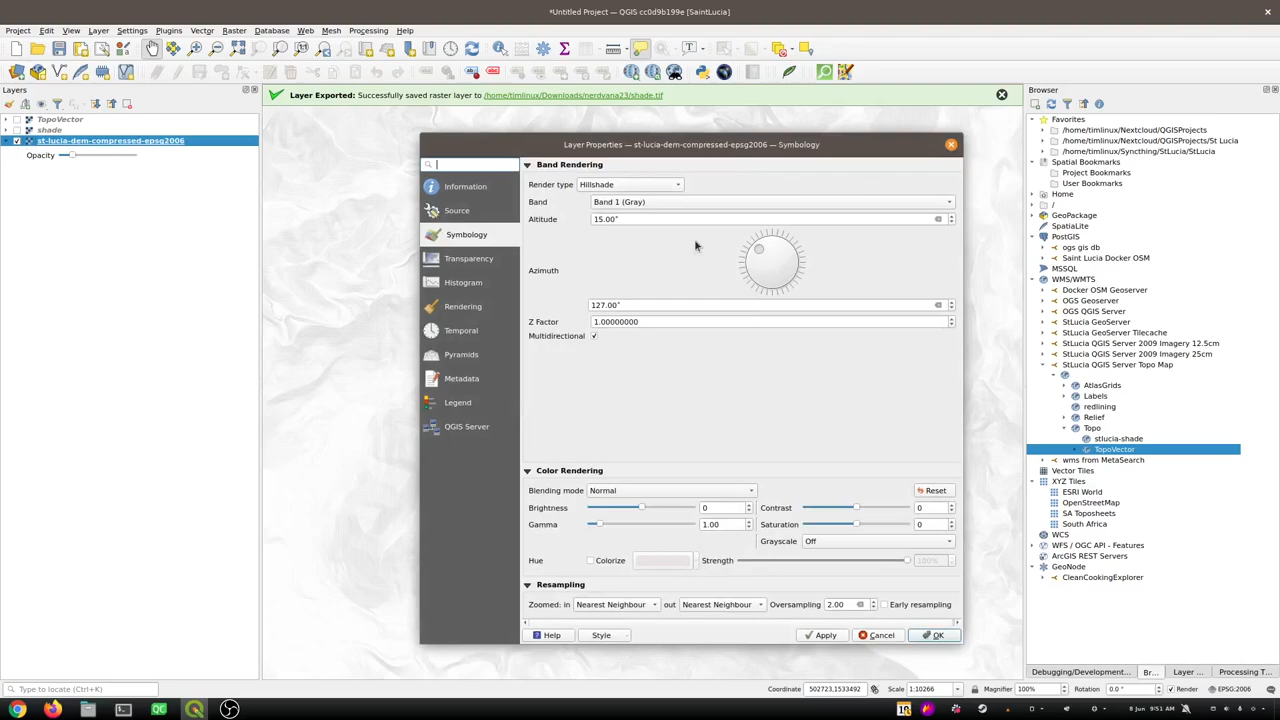 *Untitled Project — QGIS cc0d9b199e [SaintLucia]
Project Edit View Layer Settings Plugins Vector Raster Database Web Mesh Processing Help
Layers
TopoVector
shade
st-lucia-dem-compressed-epsg2006
Opacity
Layer Exported: Successfully saved raster layer to /home/timlinux/Downloads/nerdvana23/shade.tif
Layer Properties — st-lucia-dem-compressed-epsg2006 — Symbology
Information
Source
Symbology
Transparency
Histogram
Rendering
Temporal
Pyramids
Metadata
Legend
QGIS Server
Band Rendering
Render type Hillshade
Band Band 1 (Gray)
Altitude 15.00°
Azimuth
127.00°
Z Factor 1.00000000
Multidirectional
Color Rendering
Blending mode Normal Reset
Brightness 0 Contrast 0
Gamma 1.00 Saturation 0
Grayscale Off
Hue Colorize Strength 100%
Resampling
Zoomed: in Nearest Neighbour out Nearest Neighbour Oversampling 2.00 Early resampling
Help Style Apply Cancel OK
Browser
Favorites
/home/timlinux/Nextcloud/QGISProjects
/home/timlinux/Nextcloud/QGISProjects/St Lucia
/home/timlinux/Syncthing/StLucia/StLucia
Spatial Bookmarks
Project Bookmarks
User Bookmarks
Home
/
GeoPackage
SpatiaLite
PostGIS
ogs gis db
Saint Lucia Docker OSM
MSSQL
WMS/WMTS
Docker OSM Geoserver
OGS Geoserver
OGS QGIS Server
StLucia GeoServer
StLucia GeoServer Tilecache
StLucia QGIS Server 2009 Imagery 12.5cm
StLucia QGIS Server 2009 Imagery 25cm
StLucia QGIS Server Topo Map
AtlasGrids
Labels
redlining
Relief
Topo
stlucia-shade
TopoVector
wms from MetaSearch
Vector Tiles
XYZ Tiles
ESRI World
OpenStreetMap
SA Toposheets
South Africa
WCS
WFS / OGC API - Features
ArcGIS REST Servers
GeoNode
CleanCookingExplorer
Debugging/Development... Br... Layer ... Processing T...
Type to locate (Ctrl+K) Coordinate 502723,1533492 Scale 1:10266 Magnifier 100% Rotation 0.0 ° Render EPSG:2006
8 Jun 9:51 AM